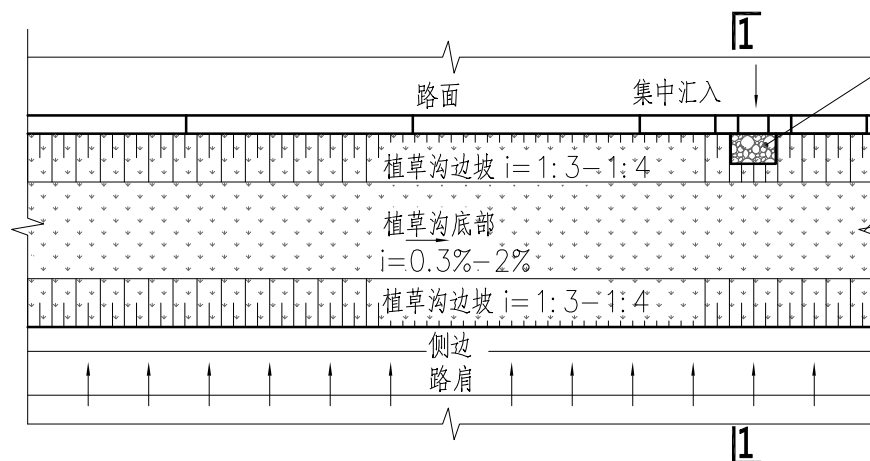 1
路面
集中汇入
植草沟边坡 i=1:3-1:4
植草沟底部
i=0.3%-2%
植草沟边坡 i=1:3-1:4
侧边
路肩
1